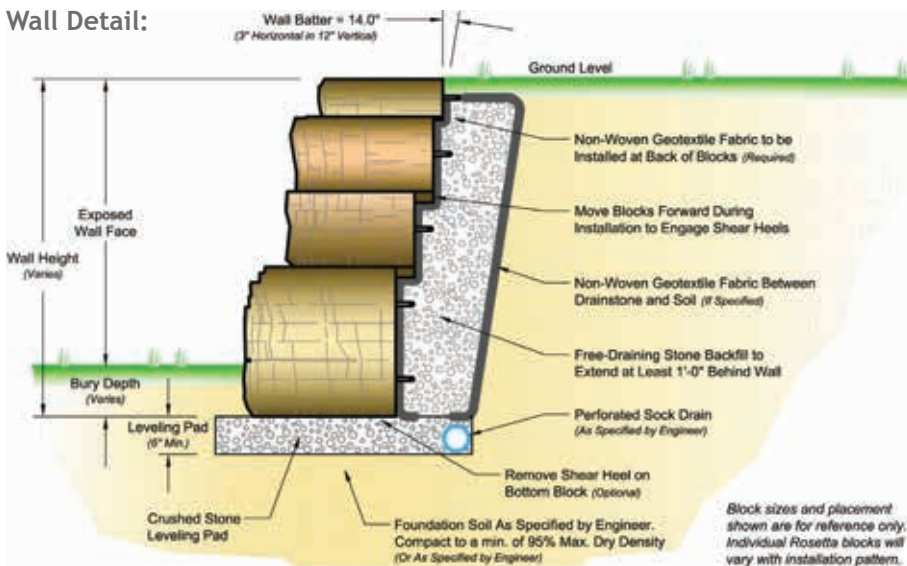 Wall Detail:
Wall Batter = 14.0"
(3" Horizontal in 12" Vertical)
Ground Level
Non-Woven Geotextile Fabric to be
Installed at Back of Blocks (Required)
Exposed
Wall Face
Move Blocks Forward During
Installation to Engage Shear Heels
Wall Height
(Varies)
Non-Woven Geotextile Fabric Between
Drainstone and Soil (If Specified)
Free-Draining Stone Backfill to
Extend at Least 1'-0" Behind Wall
Bury Depth
(Varies)
Leveling Pad
(6" Min.)
Perforated Sock Drain
(As Specified by Engineer)
Remove Shear Heel on
Bottom Block (Optional)
Crushed Stone
Leveling Pad
Foundation Soil As Specified by Engineer.
Compact to a min. of 95% Max. Dry Density
(Or As Specified by Engineer)
Block sizes and placement
shown are for reference only.
Individual Rosetta blocks will
vary with installation pattern.